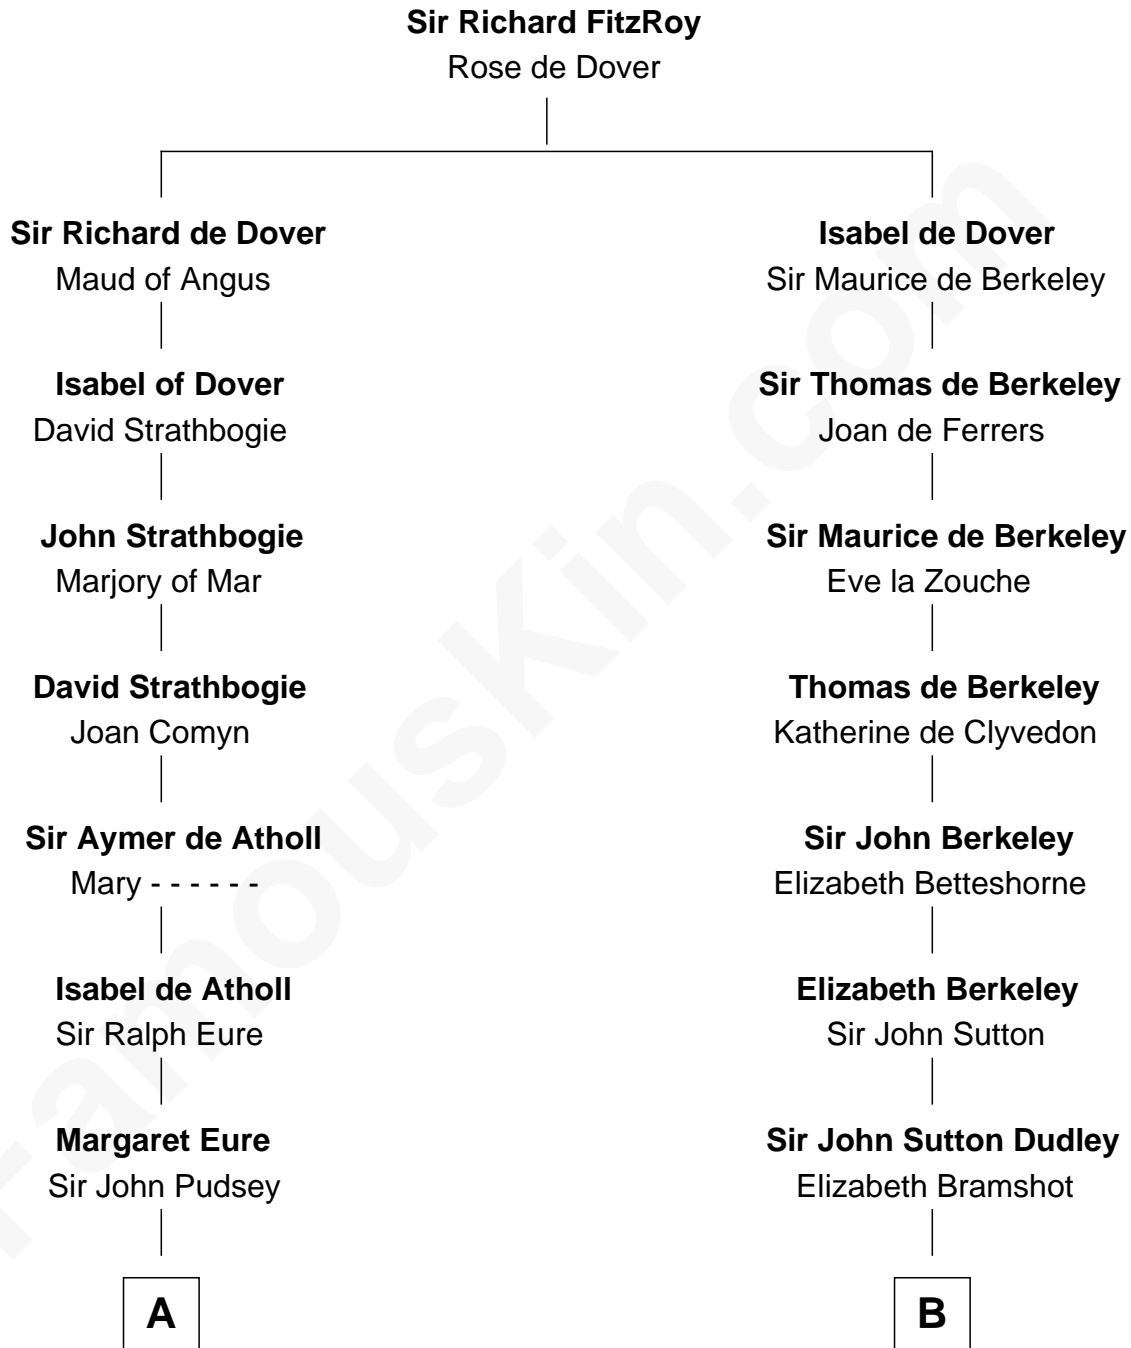 Sir Richard FitzRoy
Rose de Dover
Sir Richard de Dover
Maud of Angus
Isabel of Dover
David Strathbogie
John Strathbogie
Marjory of Mar
David Strathbogie
Joan Comyn
Sir Aymer de Atholl
Mary - - - - - -
Isabel de Atholl
Sir Ralph Eure
Margaret Eure
Sir John Pudsey
A
Isabel de Dover
Sir Maurice de Berkeley
Sir Thomas de Berkeley
Joan de Ferrers
Sir Maurice de Berkeley
Eve la Zouche
Thomas de Berkeley
Katherine de Clyvedon
Sir John Berkeley
Elizabeth Betteshorne
Elizabeth Berkeley
Sir John Sutton
Sir John Sutton Dudley
Elizabeth Bramshot
B
FamousKin.com